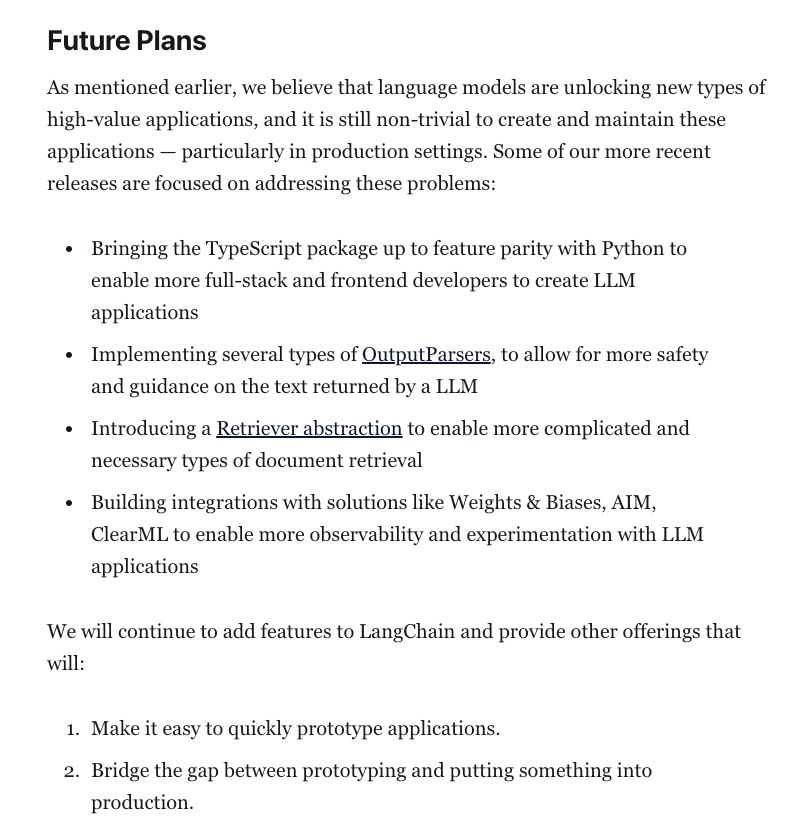 Future Plans
As mentioned earlier, we believe that language models are unlocking new types of
high-value applications, and it is still non-trivial to create and maintain these
applications — particularly in production settings. Some of our more recent
releases are focused on addressing these problems:
• Bringing the TypeScript package up to feature parity with Python to
enable more full-stack and frontend developers to create LLM
applications
• Implementing several types of OutputParsers, to allow for more safety
and guidance on the text returned by a LLM
• Introducing a Retriever abstraction to enable more complicated and
necessary types of document retrieval
• Building integrations with solutions like Weights & Biases, AIM,
ClearML to enable more observability and experimentation with LLM
applications
We will continue to add features to LangChain and provide other offerings that
will:
1. Make it easy to quickly prototype applications.
2. Bridge the gap between prototyping and putting something into
production.